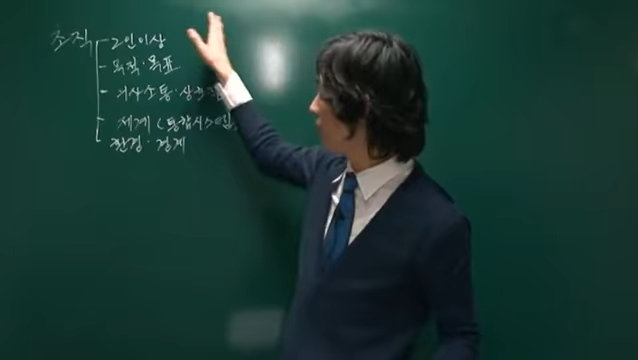 조직 - 2인이상
- 목적·목표
- 의사소통·상호
- 체계 (통합시스템
환경·경계